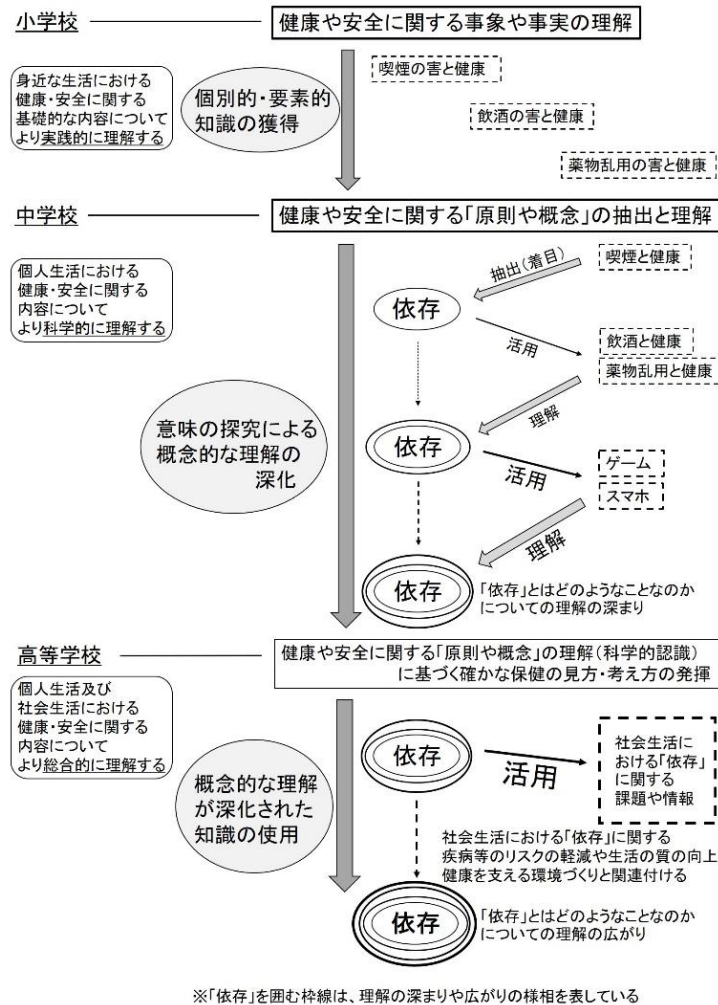 小学校
健康や安全に関する事象や事実の理解
身近な生活における
健康・安全に関する
基礎的な内容について
より実践的に理解する
個別的・要素的
知識の獲得
喫煙の害と健康
飲酒の害と健康
薬物乱用の害と健康
中学校
健康や安全に関する「原則や概念」の抽出と理解
個人生活における
健康・安全に関する
内容について
より科学的に理解する
抽出(着目)
喫煙と健康
依存
活用
飲酒と健康
薬物乱用と健康
理解
意味の探究による
概念的な理解の
深化
依存
活用
ゲーム
スマホ
理解
依存
「依存」とはどのようなことなのか
についての理解の深まり
高等学校
健康や安全に関する「原則や概念」の理解(科学的認識)
に基づく確かな保健の見方・考え方の発揮
個人生活及び
社会生活における
健康・安全に関する
内容について
より総合的に理解する
概念的な理解
が深化された
知識の使用
依存
活用
社会生活に
おける「依存」
に関する
課題や情報
社会生活における「依存」に関する
疾病等のリスクの軽減や生活の質の向上
健康を支える環境づくりと関連付ける
依存
「依存」とはどのようなことなのか
についての理解の広がり
※「依存」を囲む枠線は、理解の深まりや広がりの様相を表している